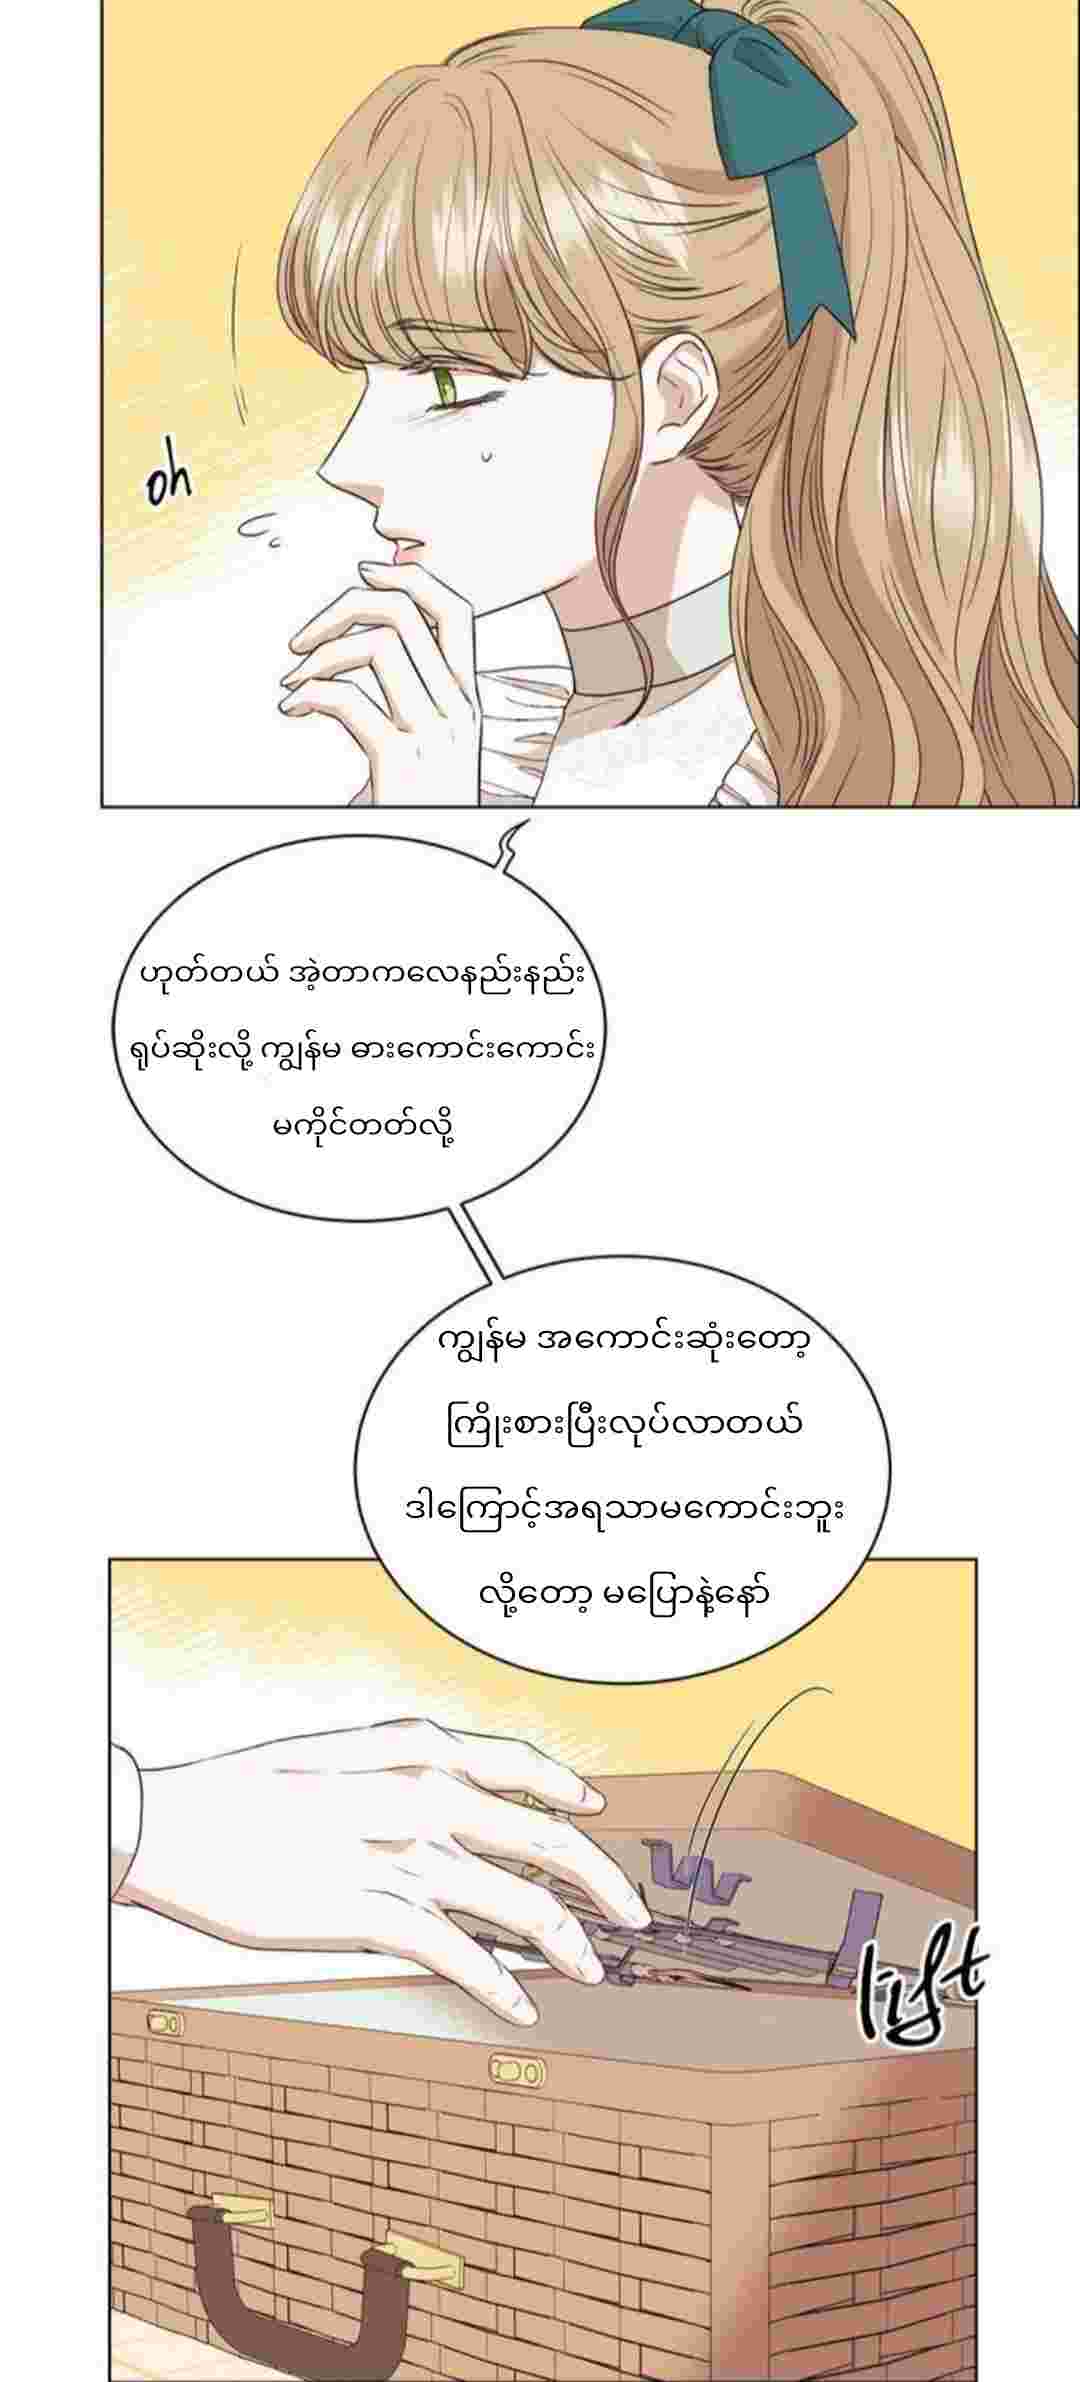 oh
ဟုတ်တယ် အဲ့တာကလေနည်းနည်း
ရုပ်ဆိုးလို့ ကျွန်မ ဓားကောင်းကောင်း
မကိုင်တတ်လို့
ကျွန်မ အကောင်းဆုံးတော့
ကြိုးစားပြီးလုပ်လာတယ်
ဒါကြောင့်အရသာမကောင်းဘူး
လို့တော့ မပြောနဲ့နော်
lift